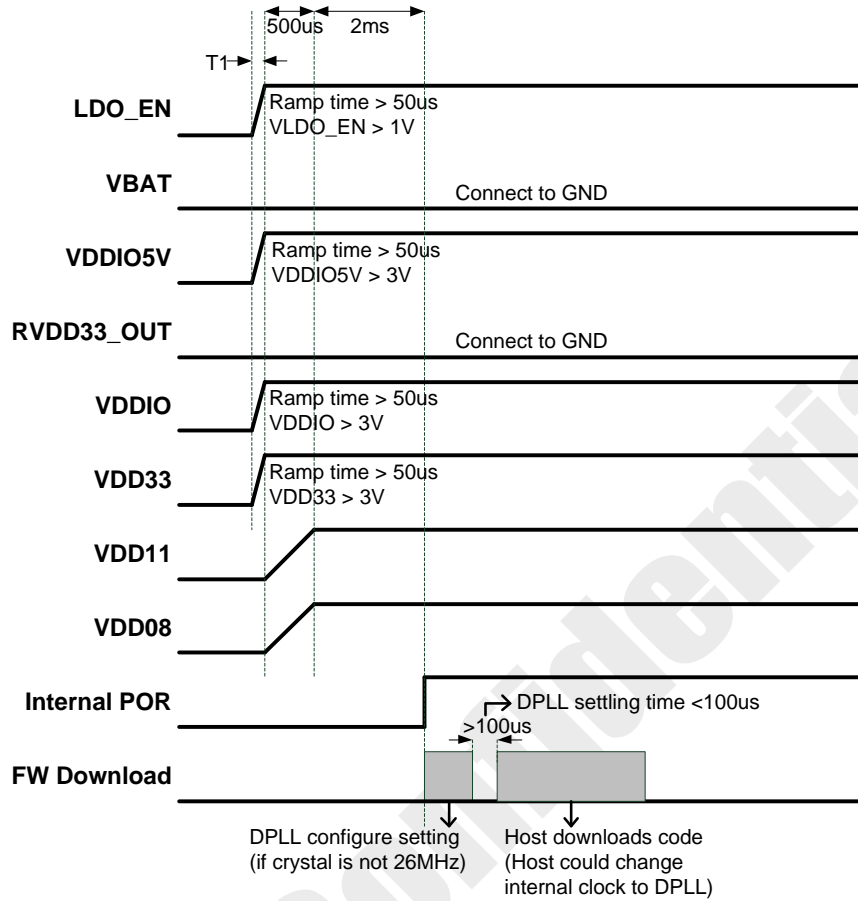 500us 2ms
T1
LDO_EN
Ramp time > 50us
VLDO_EN > 1V
VBAT
Connect to GND
VDDIO5V
Ramp time > 50us
VDDIO5V > 3V
RVDD33_OUT
Connect to GND
VDDIO
Ramp time > 50us
VDDIO > 3V
VDD33
Ramp time > 50us
VDD33 > 3V
VDD11
VDD08
Internal POR
DPLL settling time <100us
>100us
FW Download
DPLL configure setting
(if crystal is not 26MHz)
Host downloads code
(Host could change
internal clock to DPLL)
Confidentia